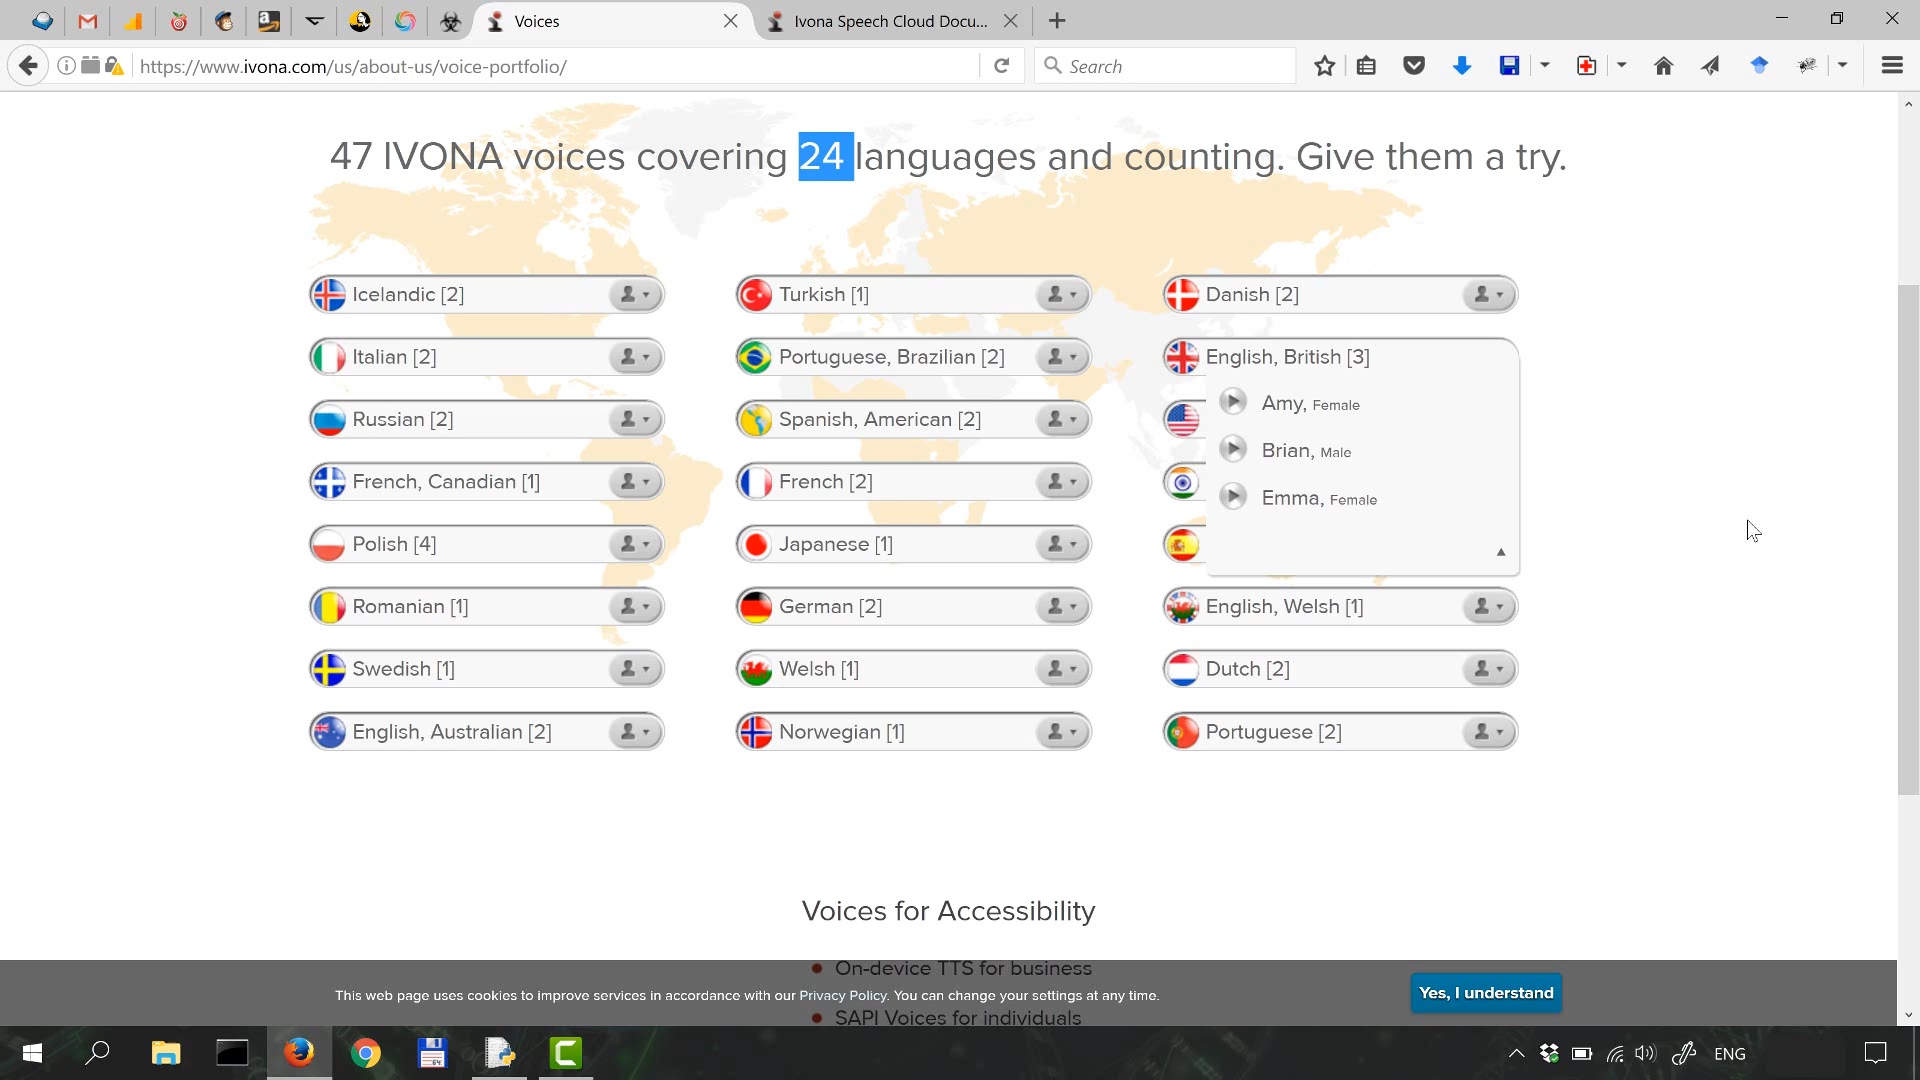 Voices
Ivona Speech Cloud Docu...
https://www.ivona.com/us/about-us/voice-portfolio/
Search
47 IVONA voices covering 24 languages and counting. Give them a try.
Icelandic [2]
Turkish [1]
Danish [2]
Italian [2]
Portuguese, Brazilian [2]
English, British [3]
Amy, Female
Russian [2]
Spanish, American [2]
Brian, Male
French, Canadian [1]
French [2]
Emma, Female
Polish [4]
Japanese [1]
Romanian [1]
German [2]
English, Welsh [1]
Swedish [1]
Welsh [1]
Dutch [2]
English, Australian [2]
Norwegian [1]
Portuguese [2]
Voices for Accessibility
On-device TTS for business
This web page uses cookies to improve services in accordance with our Privacy Policy. You can change your settings at any time.
Yes, I understand
SAPI Voices for individuals
64
ENG